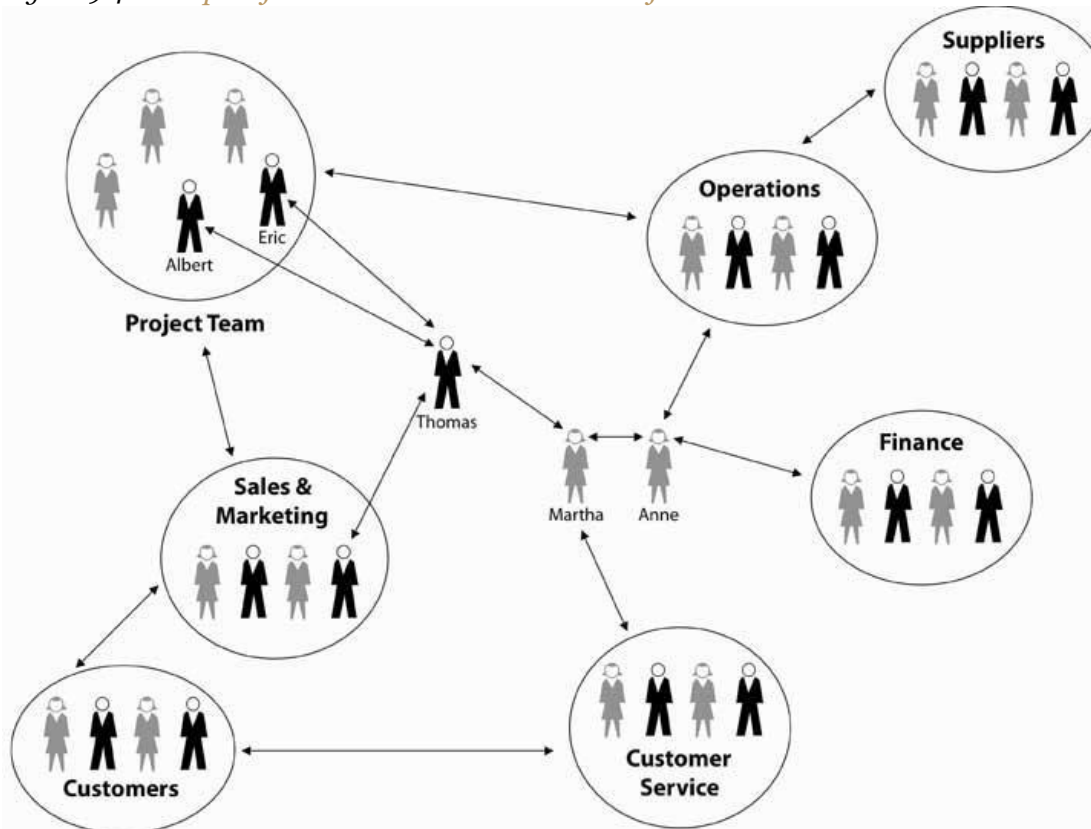 Suppliers
Operations
Eric
Albert
Project Team
Thomas
Finance
Sales &
Marketing
Martha
Anne
Customer
Service
Customers